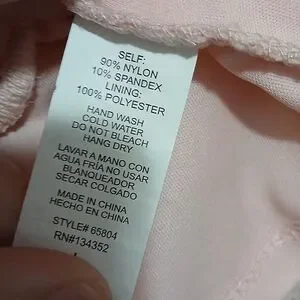 SELF:
90% NYLON
10% SPANDEX
LINING:
100% POLYESTER
HAND WASH
COLD WATER
DO NOT BLEACH
HANG DRY
LAVAR A MANO CON
AGUA FRIA NO USAR
BLANQUEADOR
SECAR COLGADO
MADE IN CHINA
HECHO EN CHINA
STYLE# 65804
RN#134352